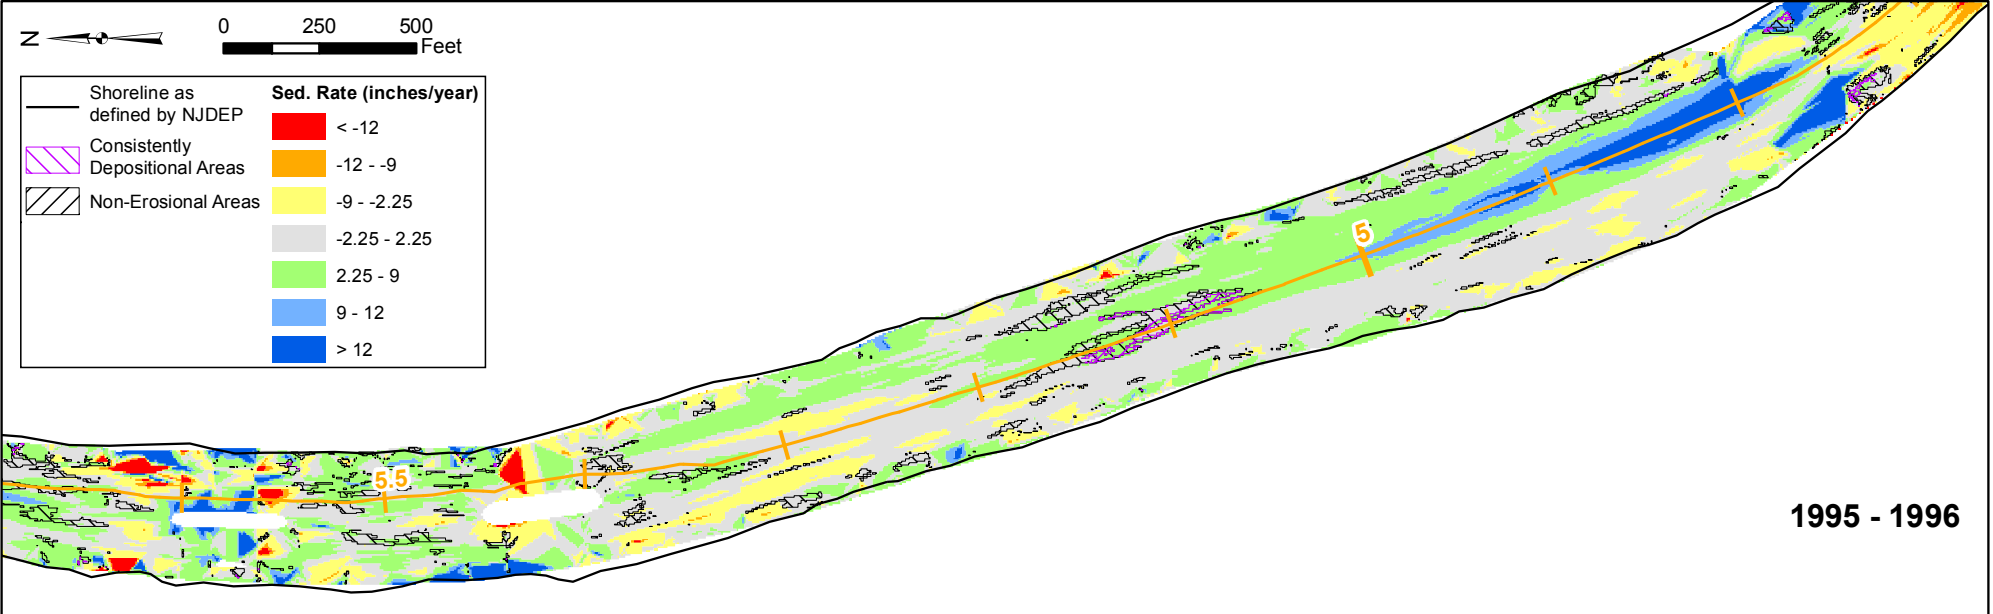 N
0 250 500
Feet
Shoreline as
defined by NJDEP
Consistently
Depositional Areas
Non-Erosional Areas
Sed. Rate (inches/year)
< -12
-12 - -9
-9 - -2.25
-2.25 - 2.25
2.25 - 9
9 - 12
> 12
5
5.5
1995 - 1996